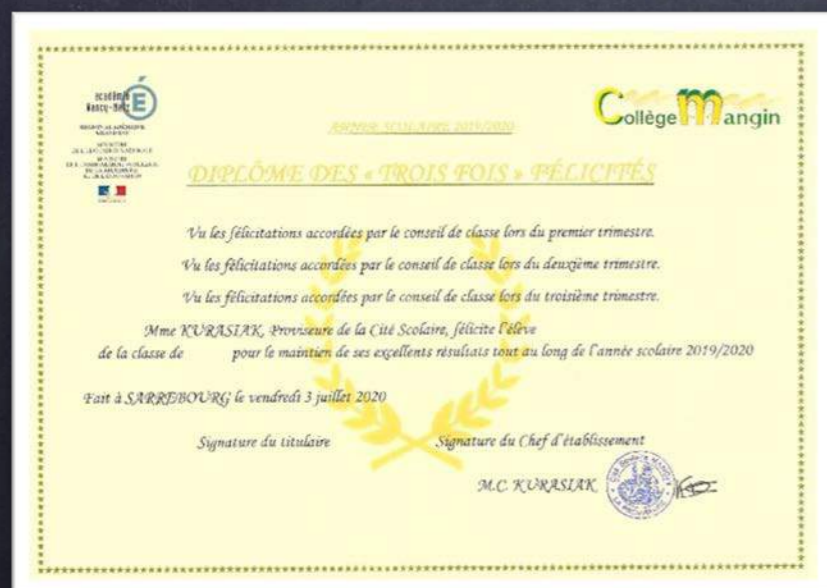 académie
Nancy-Metz
Collège Mangin
ANNEE SCOLAIRE 2019/2020
DIPLÔME DES « TROIS FOIS » FÉLICITÉS
Vu les félicitations accordées par le conseil de classe lors du premier trimestre.
Vu les félicitations accordées par le conseil de classe lors du deuxième trimestre.
Vu les félicitations accordées par le conseil de classe lors du troisième trimestre.
Mme KURASIAK, Proviseure de la Cité Scolaire, félicite l'élève
de la classe de pour le maintien de ses excellents résultats tout au long de l'année scolaire 2019/2020
Fait à SARREBOURG le vendredi 3 juillet 2020
Signature du titulaire Signature du Chef d'établissement
M.C. KURASIAK